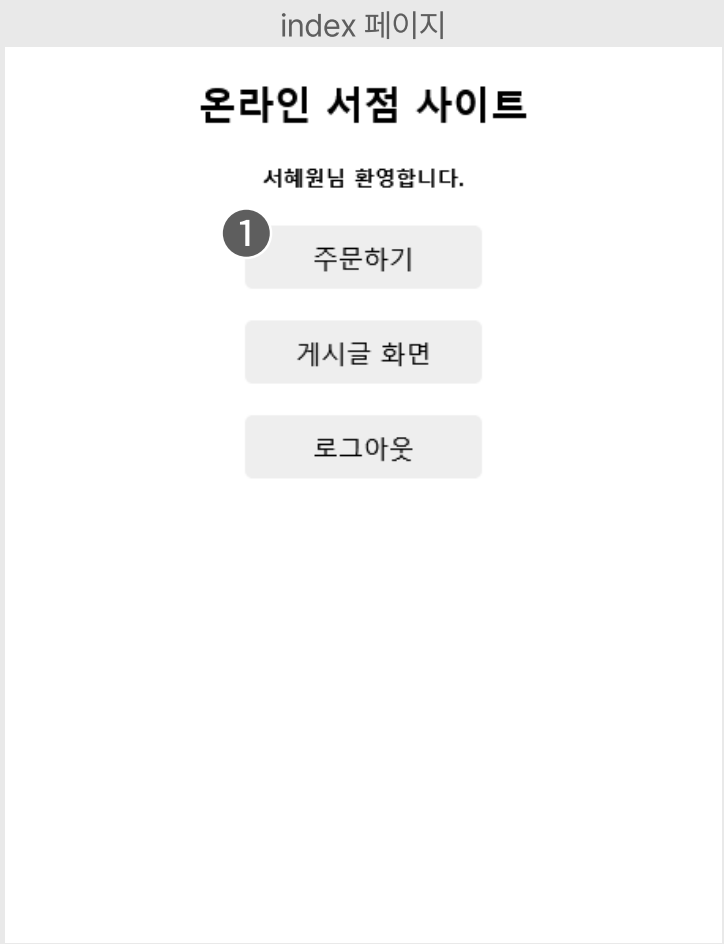 index 페이지
온라인 서점 사이트
서혜원님 환영합니다.
1
주문하기
게시글 화면
로그아웃